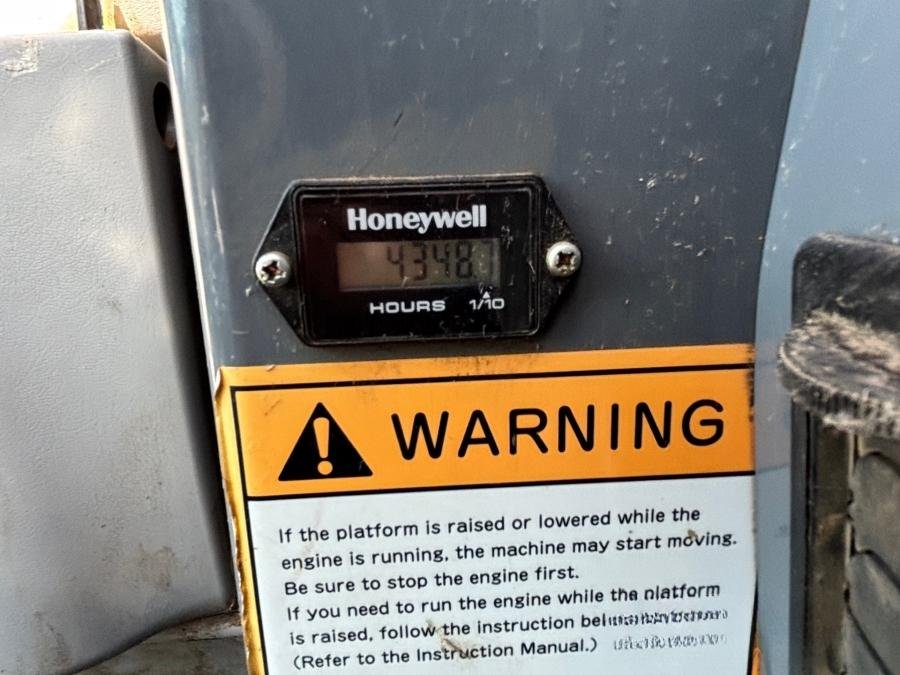 Honeywell
4348.7
HOURS 1/10
WARNING
If the platform is raised or lowered while the
engine is running, the machine may start moving.
Be sure to stop the engine first.
If you need to run the engine while the platform
is raised, follow the instruction
(Refer to the Instruction Manual.)